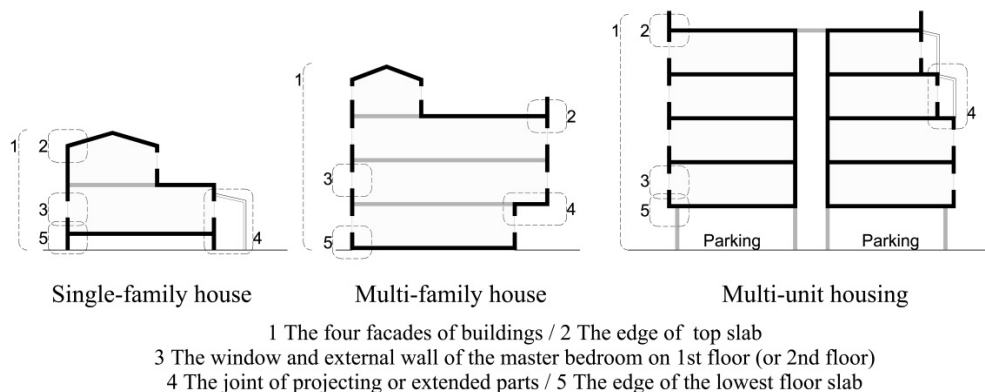 1 2
1 2
1 2
3
4
3
4
3
5
5 4
5
Parking Parking
Single-family house Multi-family house Multi-unit housing
1 The four facades of buildings / 2 The edge of top slab
3 The window and external wall of the master bedroom on 1st floor (or 2nd floor)
4 The joint of projecting or extended parts / 5 The edge of the lowest floor slab